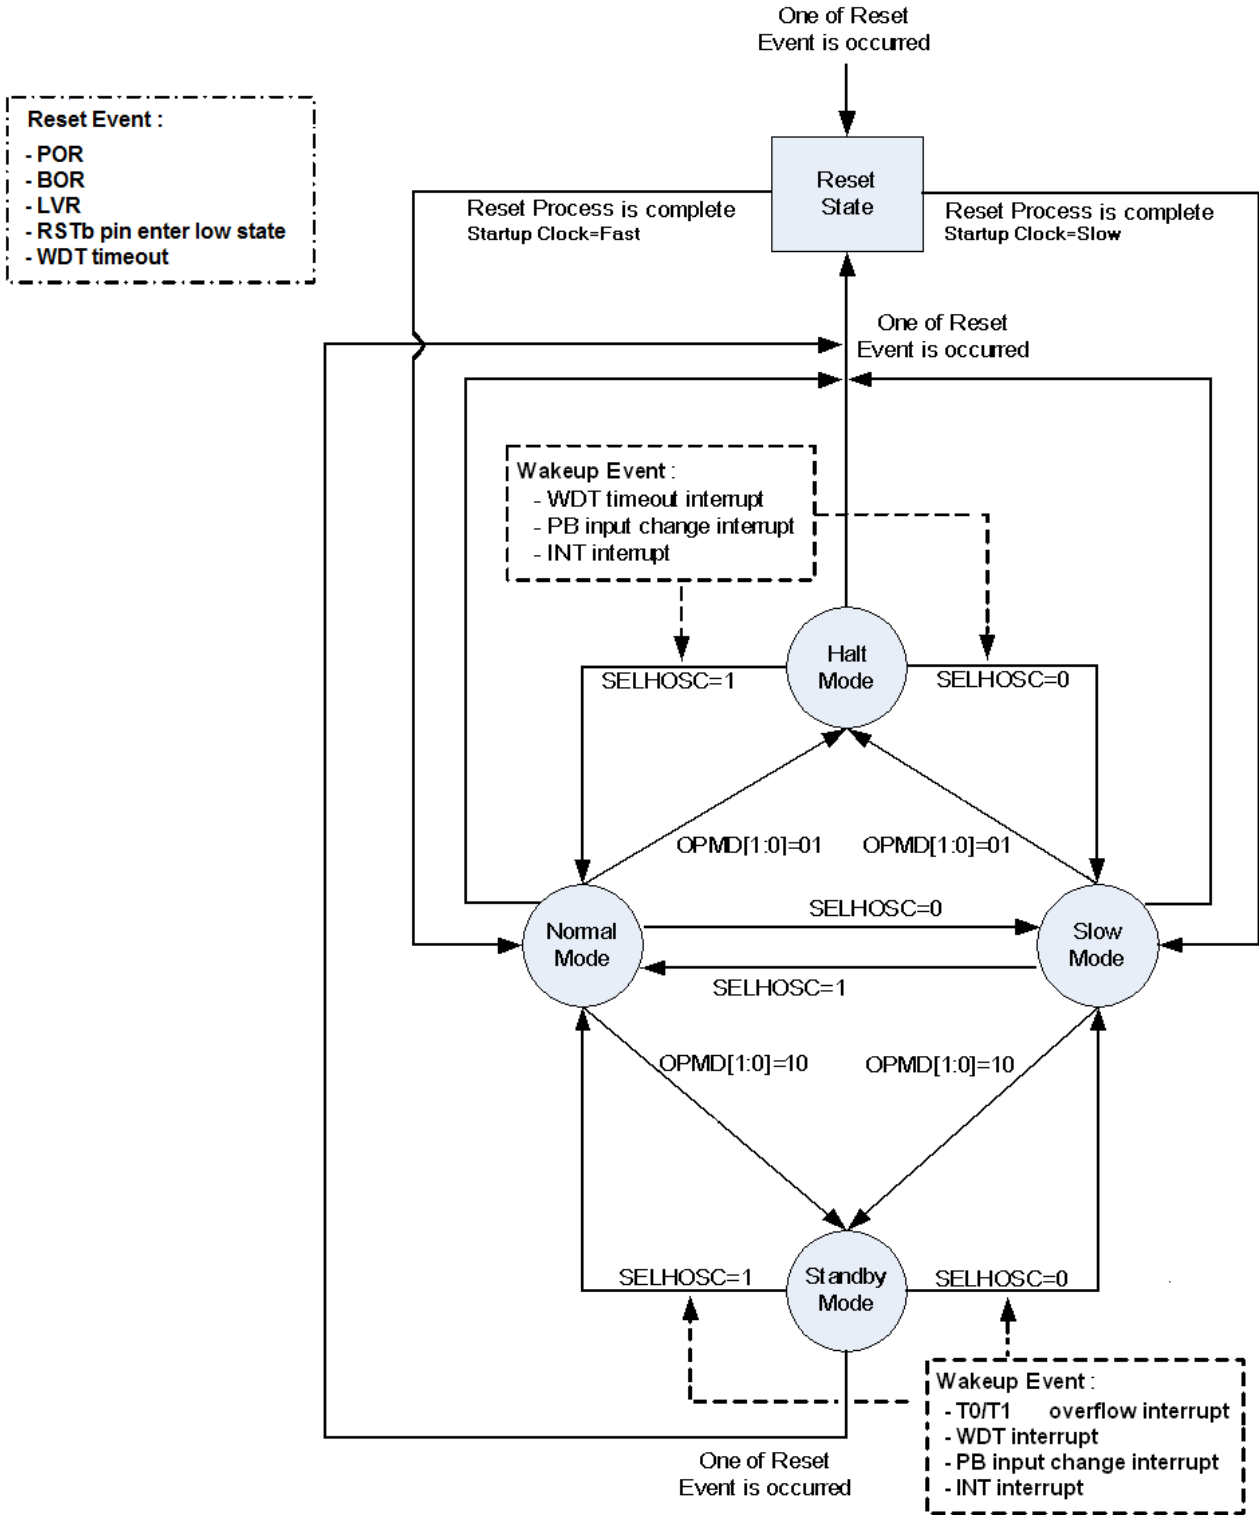 One of Reset
Event is occurred
Reset Event :
- POR
- BOR
- LVR
- RSTb pin enter low state
- WDT timeout
Reset
State
Reset Process is complete
Startup Clock=Fast
Reset Process is complete
Startup Clock=Slow
One of Reset
Event is occurred
Wakeup Event :
- WDT timeout interrupt
- PB input change interrupt
- INT interrupt
Halt
Mode
SELHOSC=1
SELHOSC=0
OPMD[1:0]=01
OPMD[1:0]=01
SELHOSC=0
Normal
Mode
Slow
Mode
SELHOSC=1
OPMD[1:0]=10
OPMD[1:0]=10
SELHOSC=1
Standby
Mode
SELHOSC=0
Wakeup Event :
- T0/T1 overflow interrupt
- WDT interrupt
- PB input change interrupt
- INT interrupt
One of Reset
Event is occurred